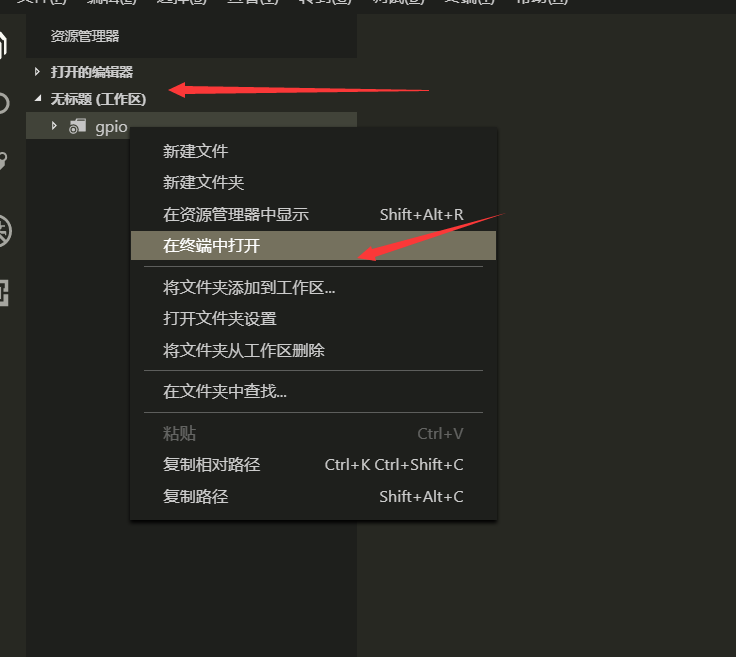 资源管理器
打开的编辑器
无标题 (工作区)
gpio
新建文件
新建文件夹
在资源管理器中显示 Shift+Alt+R
在终端中打开
将文件夹添加到工作区...
打开文件夹设置
将文件夹从工作区删除
在文件夹中查找...
粘贴 Ctrl+V
复制相对路径 Ctrl+K Ctrl+Shift+C
复制路径 Shift+Alt+C